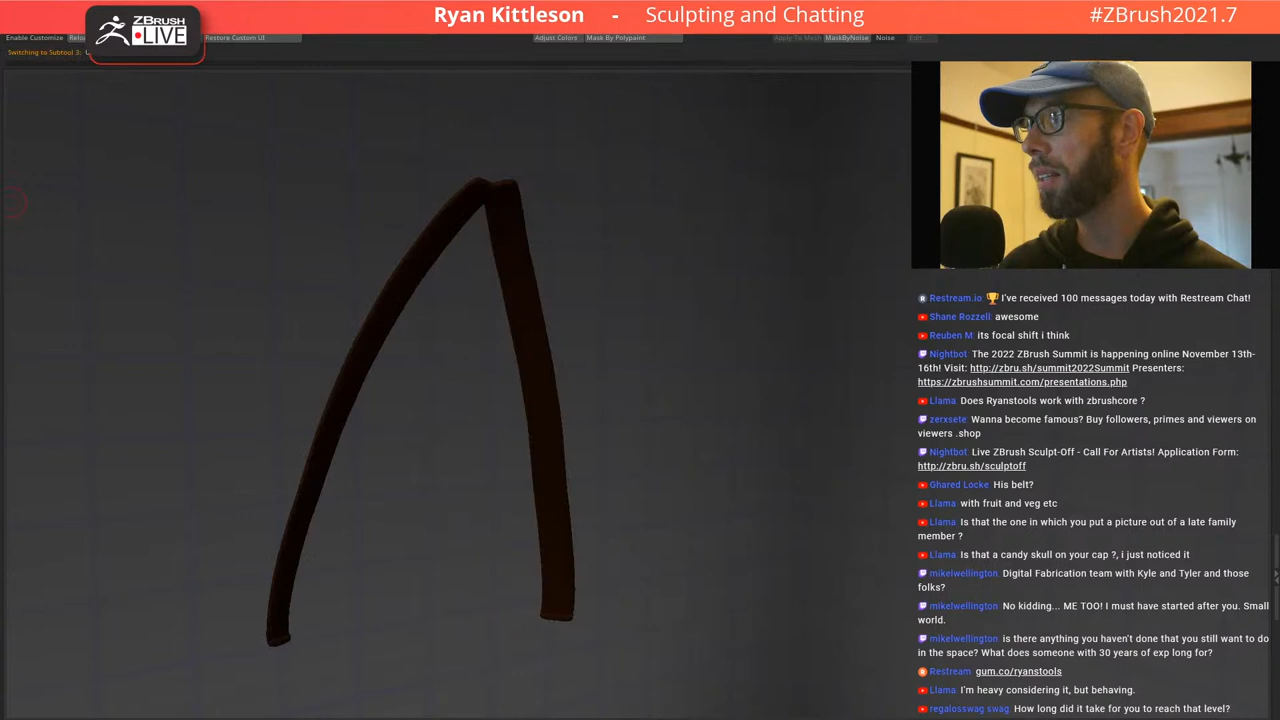 Ryan Kittleson - Sculpting and Chatting #ZBrush2021.7
ZBRUSH
LIVE
Enable Customize Reloa Restore Custom UI Adjust Colors Mask By Polypaint Apply To Mesh MaskByNoise Noise Edit
Switching to Subtool 3:
Restream.io 🏆 I've received 100 messages today with Restream Chat!
Shane Rozzell: awesome
Reuben M: its focal shift i think
Nightbot The 2022 ZBrush Summit is happening online November 13th-
16th! Visit: http://zbru.sh/summit2022Summit Presenters:
https://zbrushsummit.com/presentations.php
Llama: Does Ryanstools work with zbrushcore ?
zerxsete: Wanna become famous? Buy followers, primes and viewers on
viewers .shop
Nightbot: Live ZBrush Sculpt-Off - Call For Artists! Application Form:
http://zbru.sh/sculptoff
Ghared Locke: His belt?
Llama: with fruit and veg etc
Llama: Is that the one in which you put a picture out of a late family
member ?
Llama: Is that a candy skull on your cap ?, i just noticed it
mikelwellington: Digital Fabrication team with Kyle and Tyler and those
folks?
mikelwellington: No kidding... ME TOO! I must have started after you. Small
world.
mikelwellington: is there anything you haven't done that you still want to do
in the space? What does someone with 30 years of exp long for?
Restream: gum.co/ryanstools
Llama: I'm heavy considering it, but behaving.
regalosswag swag: How long did it take for you to reach that level?